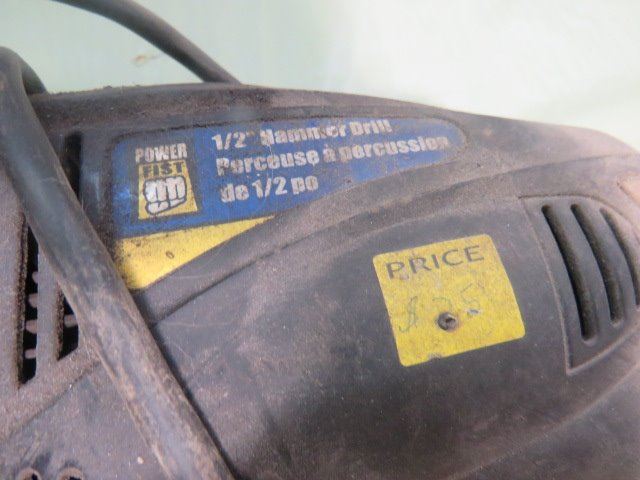 POWER
FIST
1/2" Hammer Drill
Perceuse à percussion
de 1/2 po
PRICE